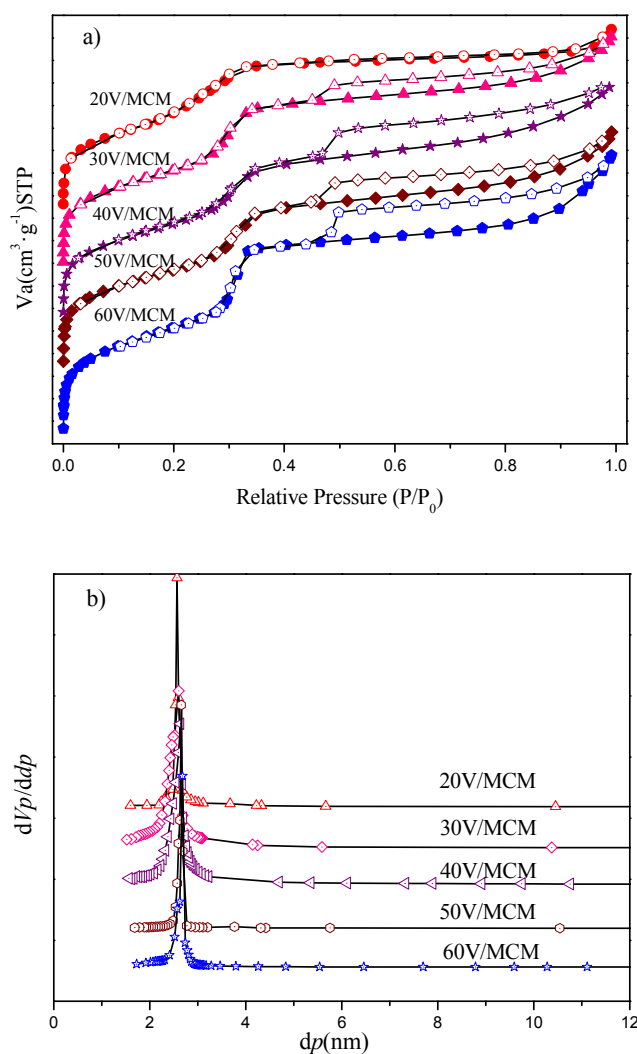 a)
20V/MCM
30V/MCM
40V/MCM
50V/MCM
60V/MCM
Va(cm³·g⁻¹)STP
0.0 0.2 0.4 0.6 0.8 1.0
Relative Pressure (P/P₀)
b)
20V/MCM
30V/MCM
40V/MCM
50V/MCM
60V/MCM
dVp/ddp
0 2 4 6 8 10 12
dp(nm)